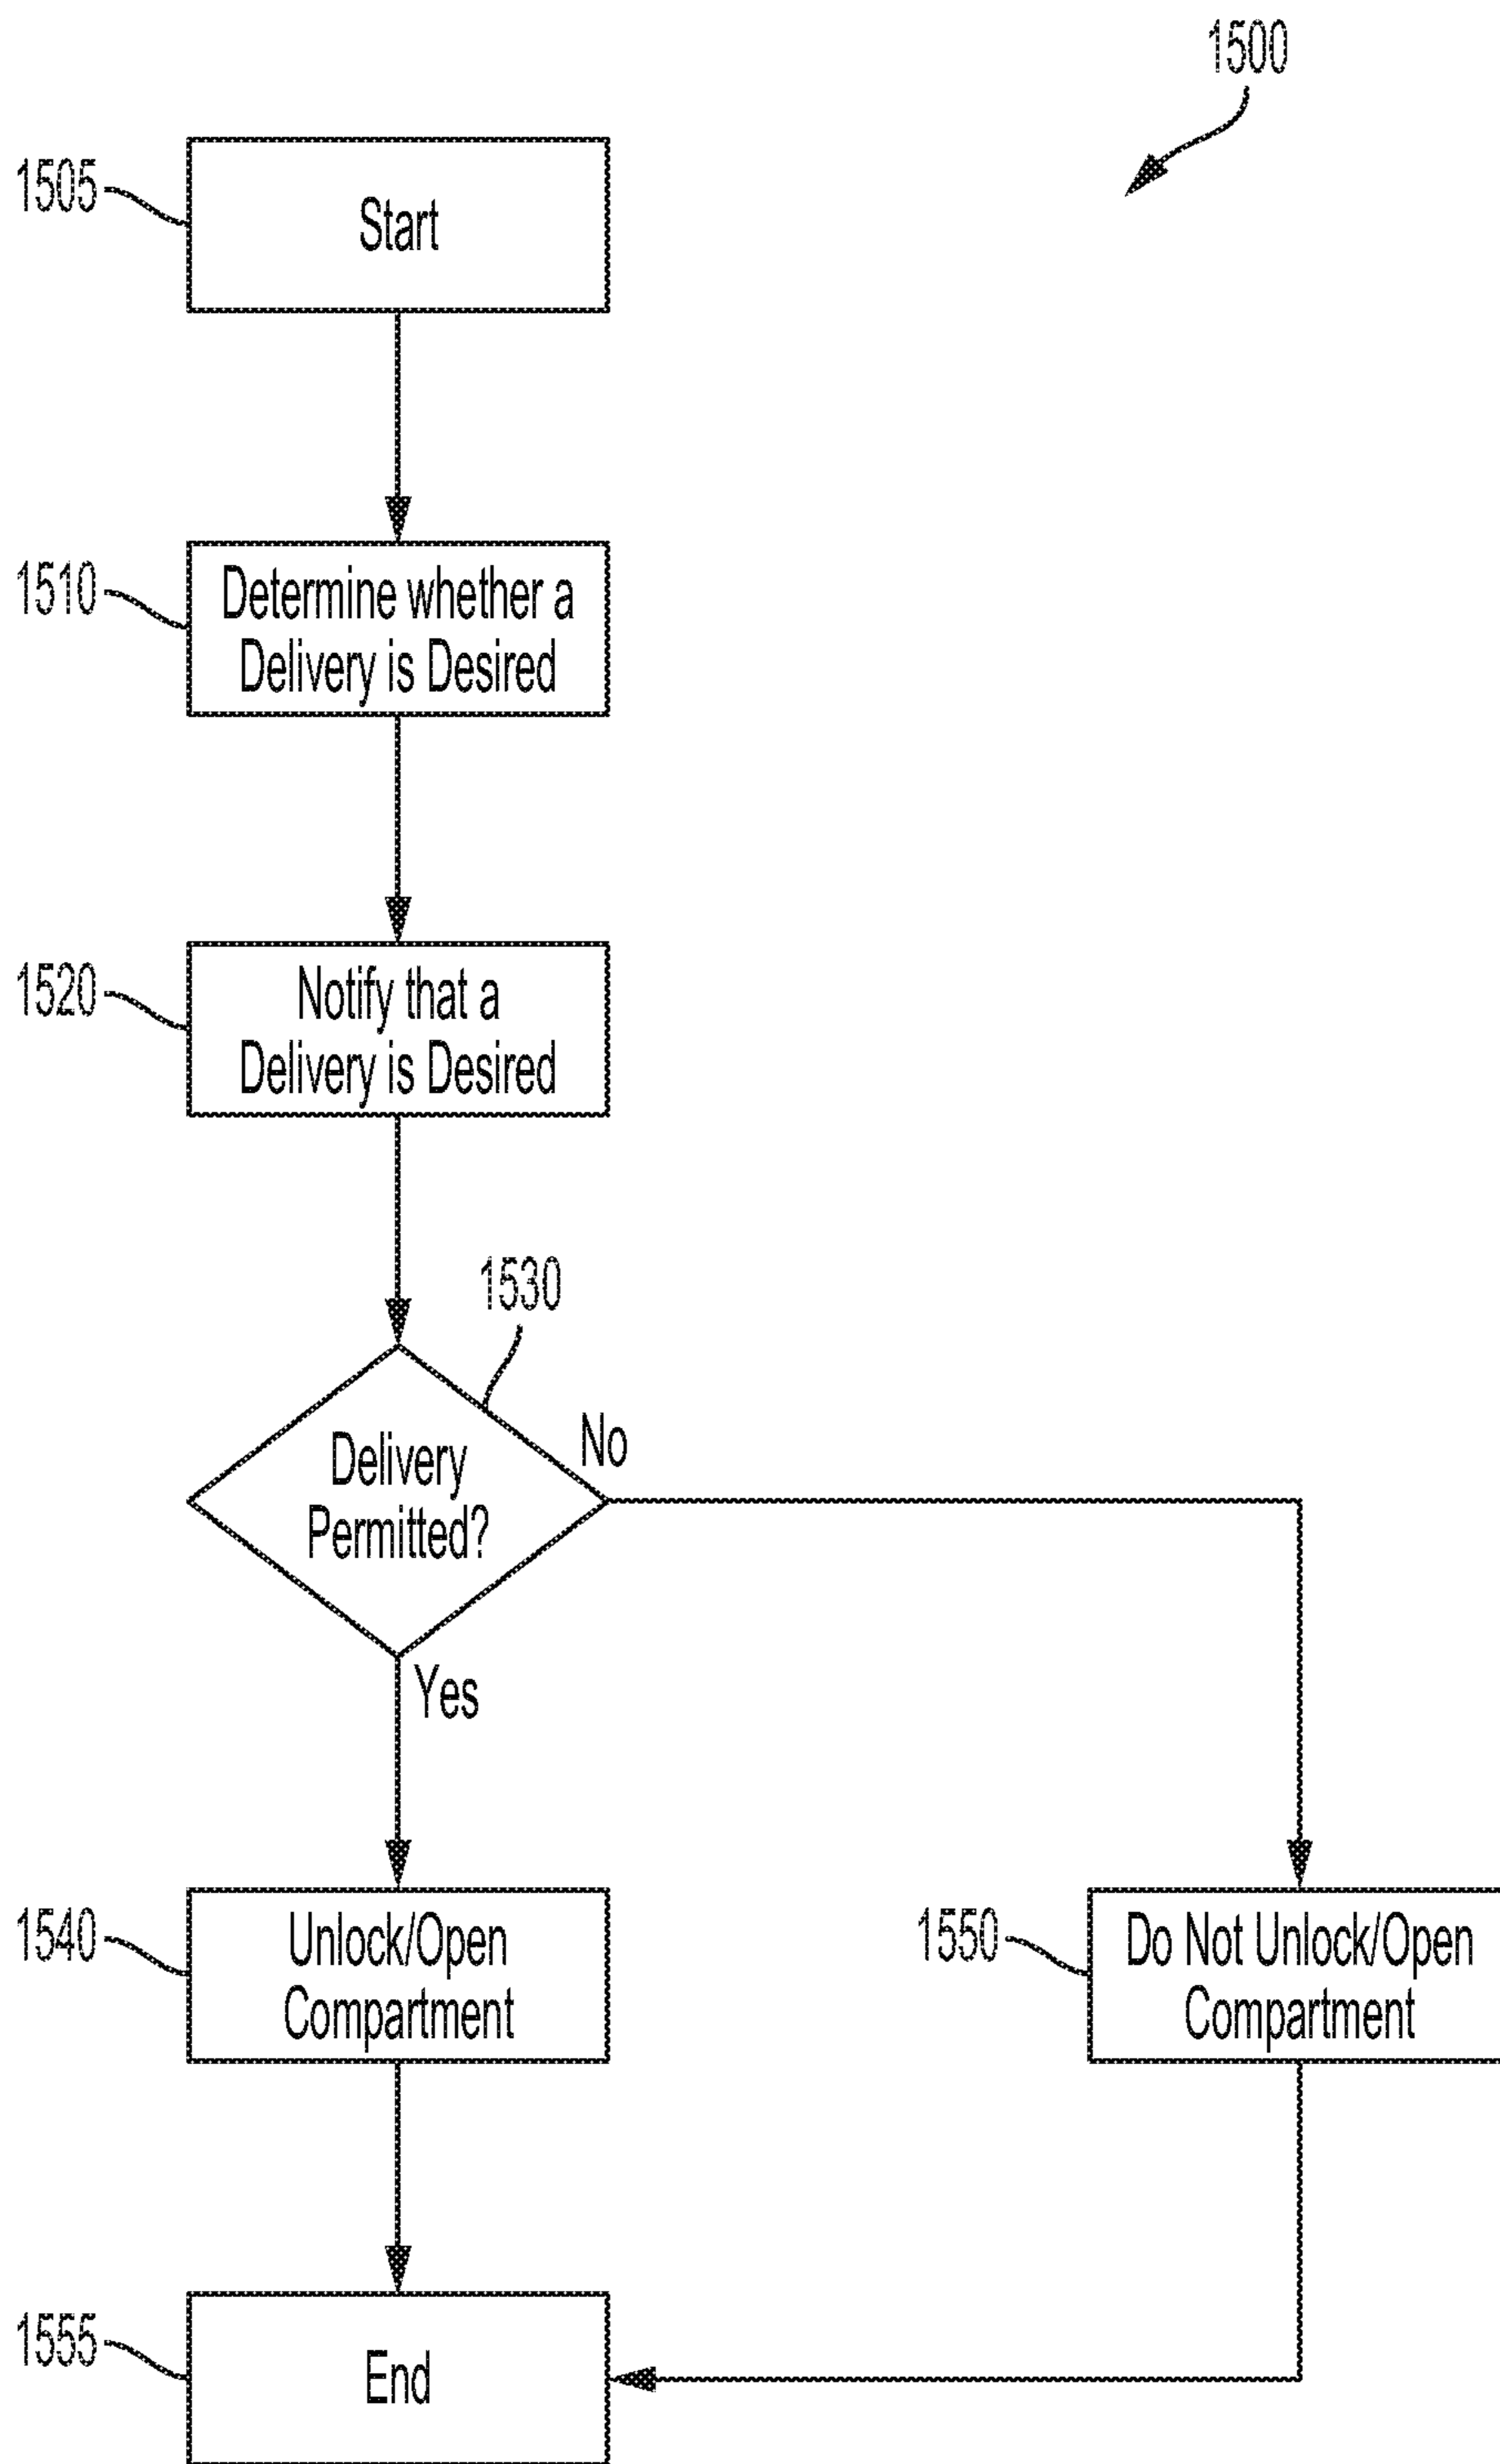 1500
1505
Start
1510
Determine whether a
Delivery is Desired
1520
Notify that a
Delivery is Desired
1530
Delivery
Permitted?
No
Yes
1540
Unlock/Open
Compartment
1550
Do Not Unlock/Open
Compartment
1555
End